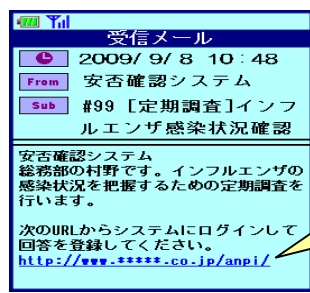 受信メール
2009/ 9/ 8 10:48
From 安否確認システム
Sub #99 [定期調査]インフ
ルエンザ感染状況確認
安否確認システム
総務部の村野です。インフルエンザの
感染状況を把握するための定期調査を
行います。
次のURLからシステムにログインして
回答を登録してください。
http://www.*****.co.jp/anpi/